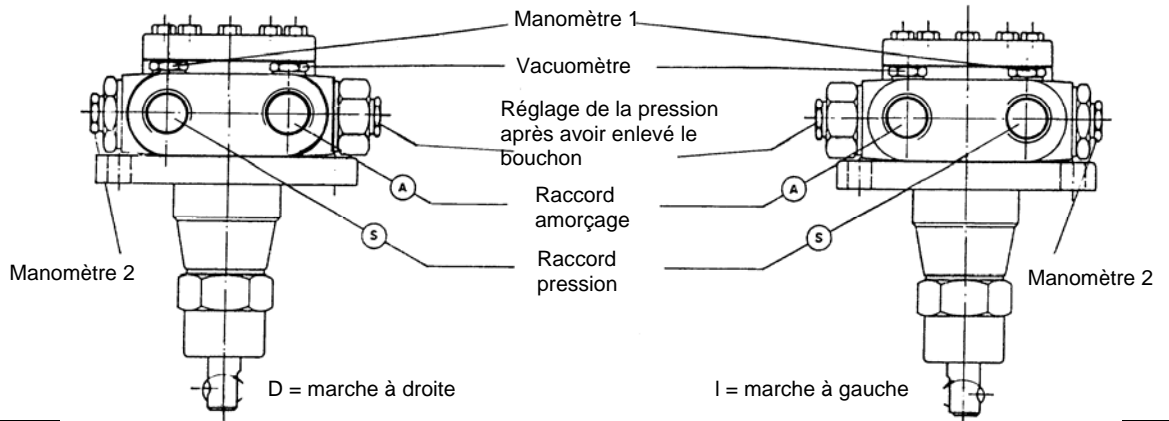 Manomètre 1
Vacuomètre
Réglage de la pression
après avoir enlevé le
bouchon
A
A
Raccord
amorçage
S
S
Raccord
pression
Manomètre 2
Manomètre 2
D = marche à droite
I = marche à gauche